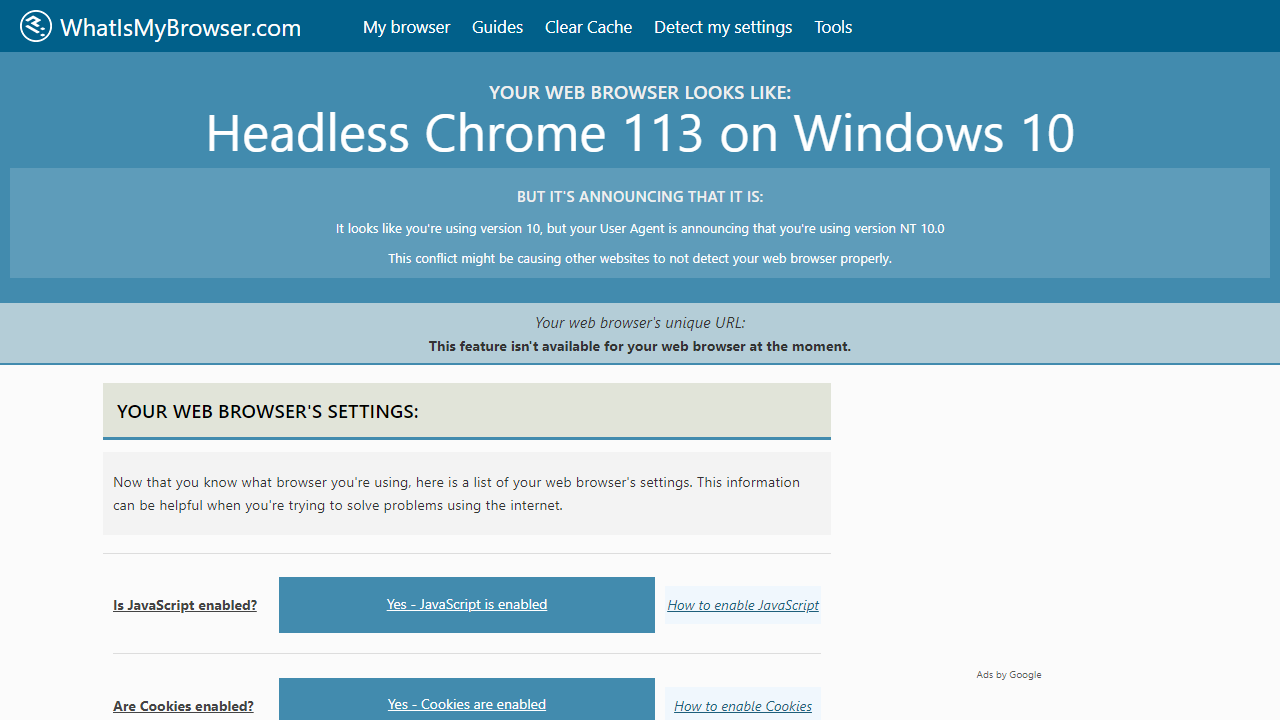 WhatIsMyBrowser.com
My browser Guides Clear Cache Detect my settings Tools
YOUR WEB BROWSER LOOKS LIKE:
Headless Chrome 113 on Windows 10
BUT IT'S ANNOUNCING THAT IT IS:
It looks like you're using version 10, but your User Agent is announcing that you're using version NT 10.0
This conflict might be causing other websites to not detect your web browser properly.
Your web browser's unique URL:
This feature isn't available for your web browser at the moment.
YOUR WEB BROWSER'S SETTINGS:
Now that you know what browser you're using, here is a list of your web browser's settings. This information
can be helpful when you're trying to solve problems using the internet.
Is JavaScript enabled? Yes - JavaScript is enabled How to enable JavaScript
Ads by Google
Are Cookies enabled? Yes - Cookies are enabled How to enable Cookies